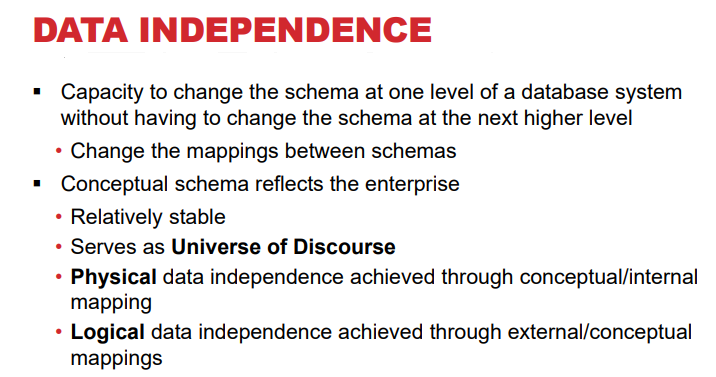 DATA INDEPENDENCE
▪ Capacity to change the schema at one level of a database system
without having to change the schema at the next higher level
• Change the mappings between schemas
▪ Conceptual schema reflects the enterprise
• Relatively stable
• Serves as Universe of Discourse
• Physical data independence achieved through conceptual/internal
mapping
• Logical data independence achieved through external/conceptual
mappings